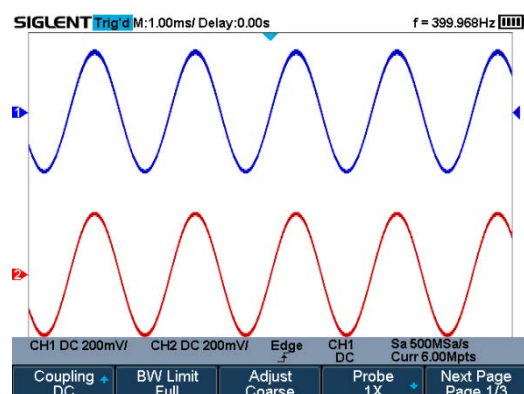 SIGLENT Trig'd M:1.00ms/ Delay:0.00s f = 399.968Hz
1
2
CH1 DC 200mV/ CH2 DC 200mV/ Edge CH1 Sa 500MSa/s
DC Curr 6.00Mpts
Coupling BW Limit Adjust Probe Next Page
DC Full Coarse 1X Page 1/3